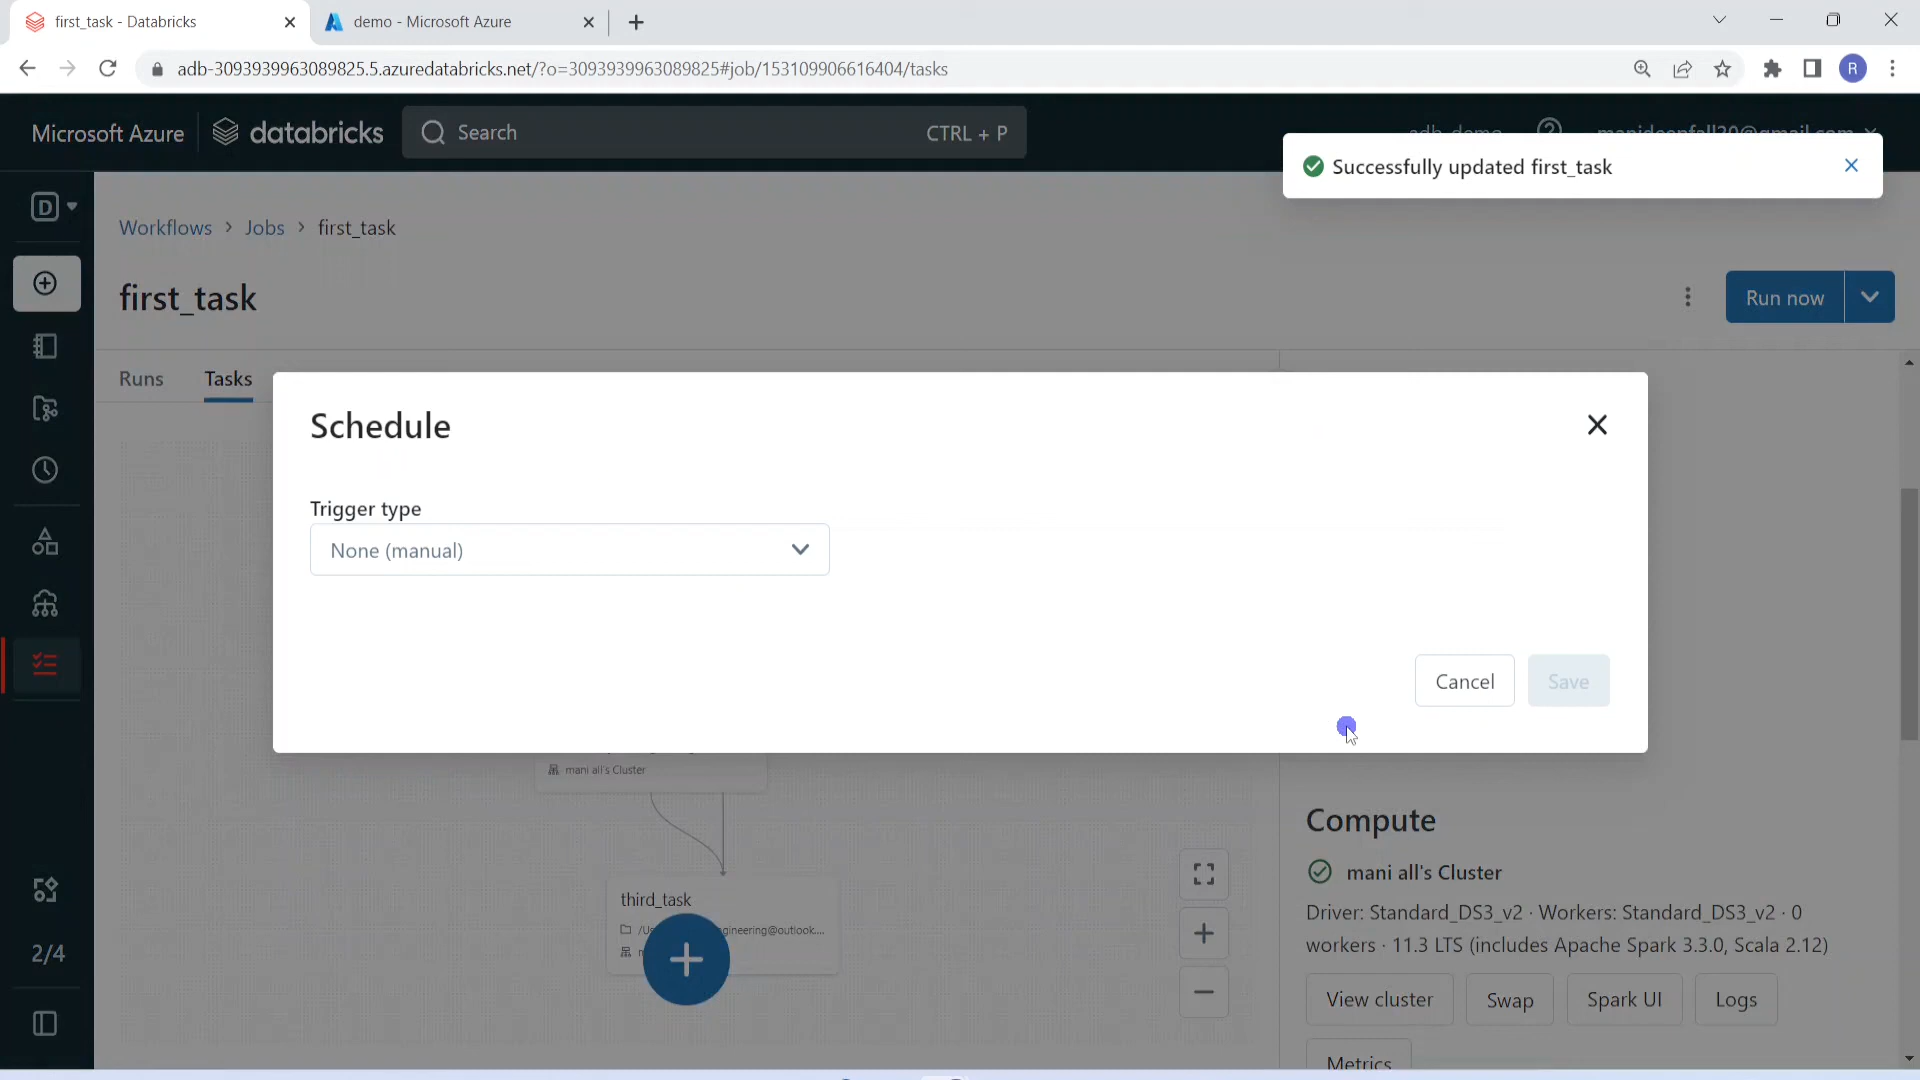 first_task - Databricks
demo - Microsoft Azure
adb-3093939963089825.5.azuredatabricks.net/?o=3093939963089825#job/153109906616404/tasks
R
Microsoft Azure
databricks
Search
CTRL + P
Successfully updated first_task
D
Workflows > Jobs > first_task
first_task
Run now
Runs
Tasks
Schedule
Trigger type
None (manual)
Cancel
Save
mani all's Cluster
third_task
Compute
mani all's Cluster
Driver: Standard_DS3_v2 · Workers: Standard_DS3_v2 · 0
workers · 11.3 LTS (includes Apache Spark 3.3.0, Scala 2.12)
View cluster
Swap
Spark UI
Logs
Metrics
2/4